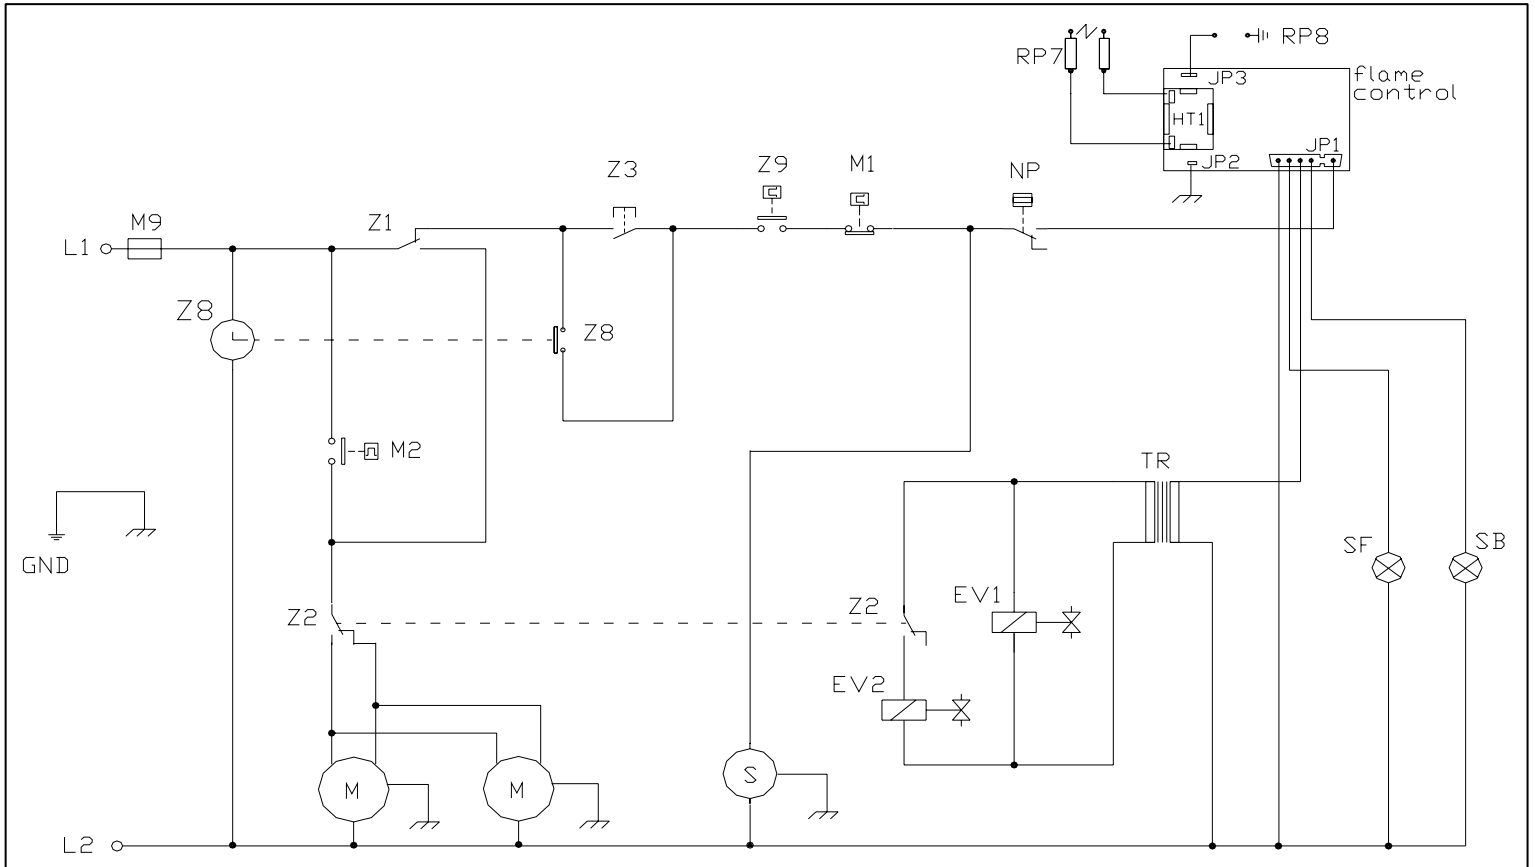 RP7
RP8
JP3
flame
control
HT1
JP1
JP2
Z3
Z9
M1
NP
M9
Z1
L1
Z8
Z8
M2
TR
GND
SF
SB
Z2
Z2
EV1
EV2
M
M
S
L2